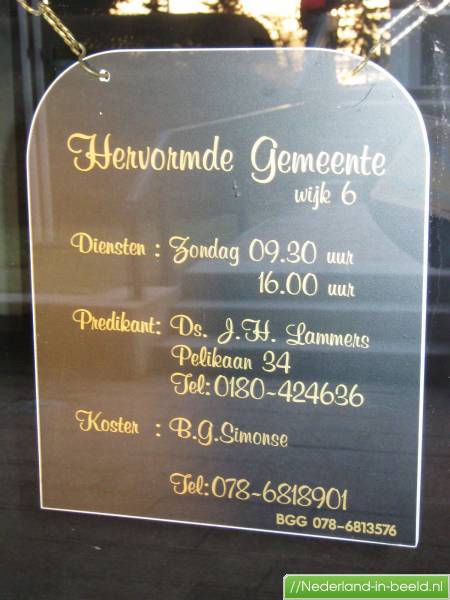 Hervormde Gemeente
wijk 6
Diensten : Zondag 09.30 uur
16.00 uur
Predikant: Ds. J.H. Lammers
Pelikaan 34
Tel: 0180-424636
Koster : B.G.Simonse
Tel: 078-6818901
BGG 078-6813576
//Nederland-in-beeld.nl